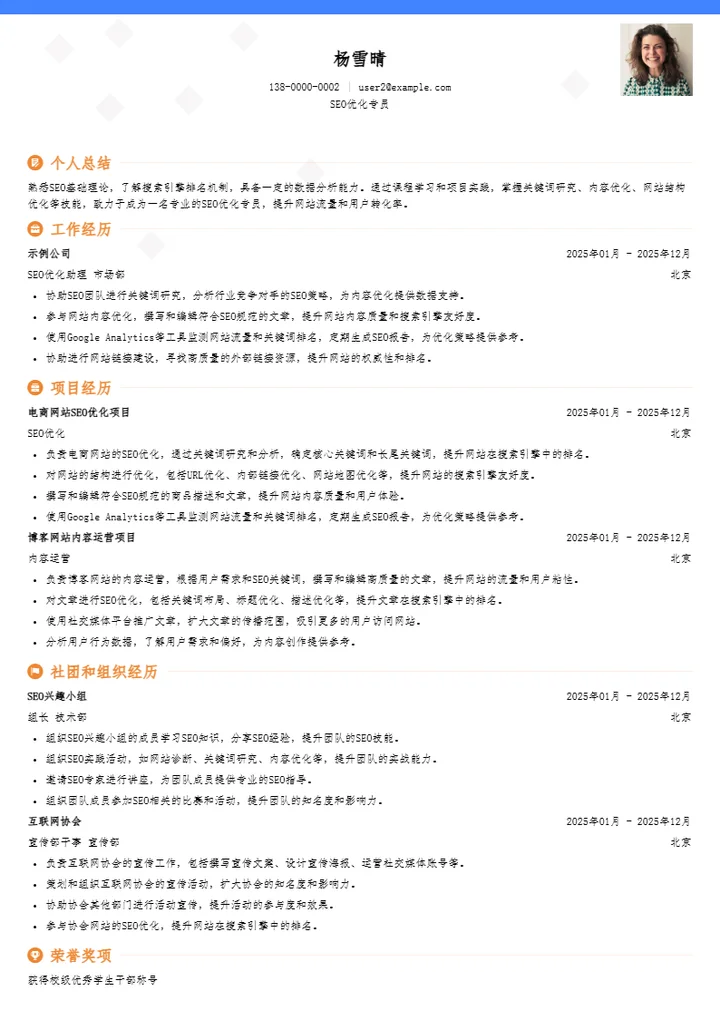 杨雪晴
138-0000-0002 | user2@example.com
SEO优化专员
个人总结
熟悉SEO基础理论，了解搜索引擎排名机制，具备一定的数据分析能力。通过课程学习和项目实践，掌握关键词研究、内容优化、网站结构
优化等技能，致力于成为一名专业的SEO优化专员，提升网站流量和用户转化率。
工作经历
示例公司 2025年01月 - 2025年12月
SEO优化助理 市场部 北京
• 协助SEO团队进行关键词研究，分析行业竞争对手的SEO策略，为内容优化提供数据支持。
• 参与网站内容优化，撰写和编辑符合SEO规范的文章，提升网站内容质量和搜索引擎友好度。
• 使用Google Analytics等工具监测网站流量和关键词排名，定期生成SEO报告，为优化策略提供参考。
• 协助进行网站链接建设，寻找高质量的外部链接资源，提升网站的权威性和排名。
项目经历
电商网站SEO优化项目 2025年01月 - 2025年12月
SEO优化 北京
• 负责电商网站的SEO优化，通过关键词研究和分析，确定核心关键词和长尾关键词，提升网站在搜索引擎中的排名。
• 对网站的结构进行优化，包括URL优化、内部链接优化、网站地图优化等，提升网站的搜索引擎友好度。
• 撰写和编辑符合SEO规范的商品描述和文章，提升网站内容质量和用户体验。
• 使用Google Analytics等工具监测网站流量和关键词排名，定期生成SEO报告，为优化策略提供参考。
博客网站内容运营项目 2025年01月 - 2025年12月
内容运营 北京
• 负责博客网站的内容运营，根据用户需求和SEO关键词，撰写和编辑高质量的文章，提升网站的流量和用户粘性。
• 对文章进行SEO优化，包括关键词布局、标题优化、描述优化等，提升文章在搜索引擎中的排名。
• 使用社交媒体平台推广文章，扩大文章的传播范围，吸引更多的用户访问网站。
• 分析用户行为数据，了解用户需求和偏好，为内容创作提供参考。
社团和组织经历
SEO兴趣小组 2025年01月 - 2025年12月
组长 技术部 北京
• 组织SEO兴趣小组的成员学习SEO知识，分享SEO经验，提升团队的SEO技能。
• 组织SEO实践活动，如网站诊断、关键词研究、内容优化等，提升团队的实战能力。
• 邀请SEO专家进行讲座，为团队成员提供专业的SEO指导。
• 组织团队成员参加SEO相关的比赛和活动，提升团队的知名度和影响力。
互联网协会 2025年01月 - 2025年12月
宣传部干事 宣传部 北京
• 负责互联网协会的宣传工作，包括撰写宣传文案、设计宣传海报、运营社交媒体账号等。
• 策划和组织互联网协会的宣传活动，扩大协会的知名度和影响力。
• 协助协会其他部门进行活动宣传，提升活动的参与度和效果。
• 参与协会网站的SEO优化，提升网站在搜索引擎中的排名。
荣誉奖项
获得校级优秀学生干部称号